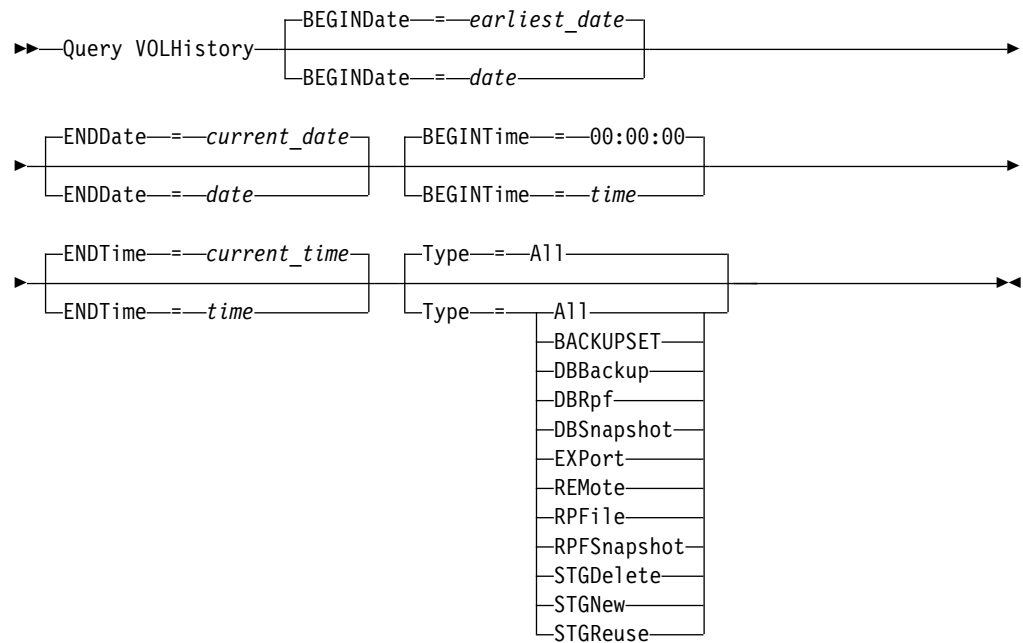 BEGINDate = earliest_date
Query VOLHistory
BEGINDate = date
ENDDate = current_date BEGINTime = 00:00:00
ENDDate = date BEGINTime = time
ENDTime = current_time Type = All
ENDTime = time Type = All
BACKUPSET
DBBackup
DBRpf
DBSnapshot
EXPort
REMote
RPFile
RPFSnapshot
STGDelete
STGNew
STGReuse